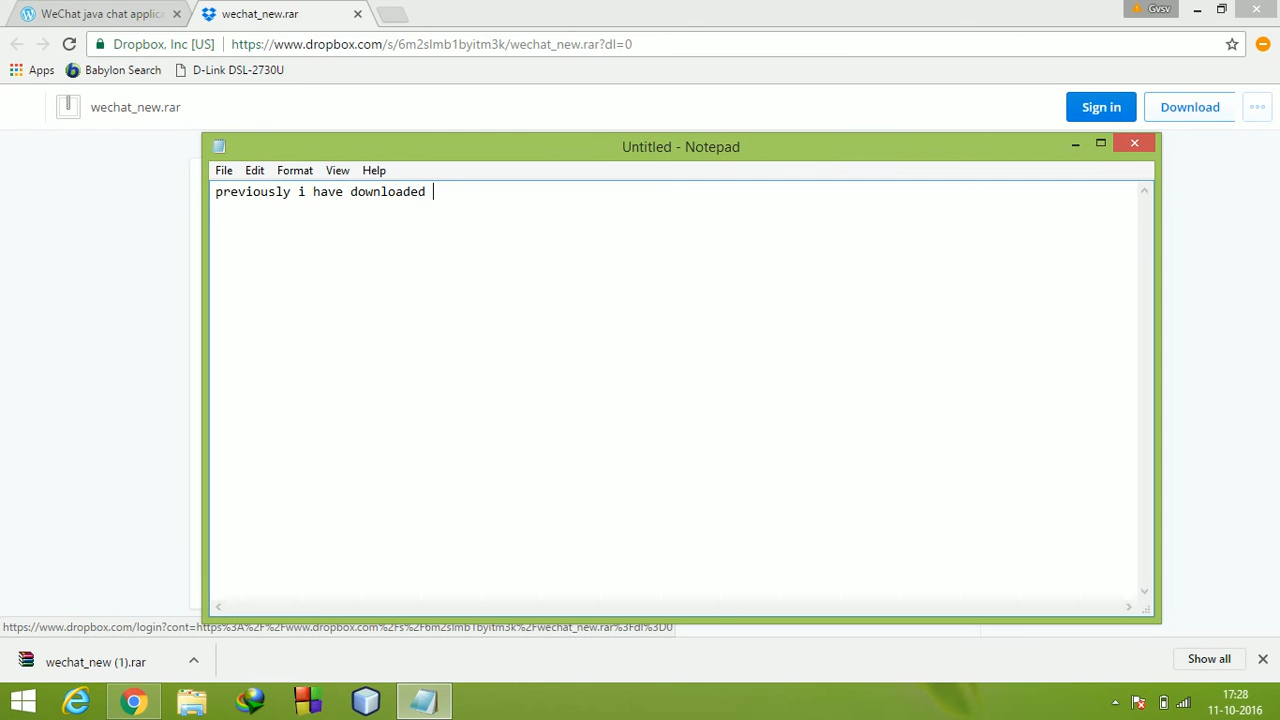 WeChat java chat applica
wechat_new.rar
Gvsv
Dropbox, Inc [US]
https://www.dropbox.com/s/6m2slmb1byitm3k/wechat_new.rar?dl=0
Apps
Babylon Search
D-Link DSL-2730U
wechat_new.rar
Sign in
Download
Untitled - Notepad
File Edit Format View Help
previously i have downloaded
https://www.dropbox.com/login?cont=https%3A%2F%2Fwww.dropbox.com%2Fs%2F6m2slmb1byitm3k%2Fwechat_new.rar%3Fdl%3D0
wechat_new (1).rar
Show all
17:28
11-10-2016